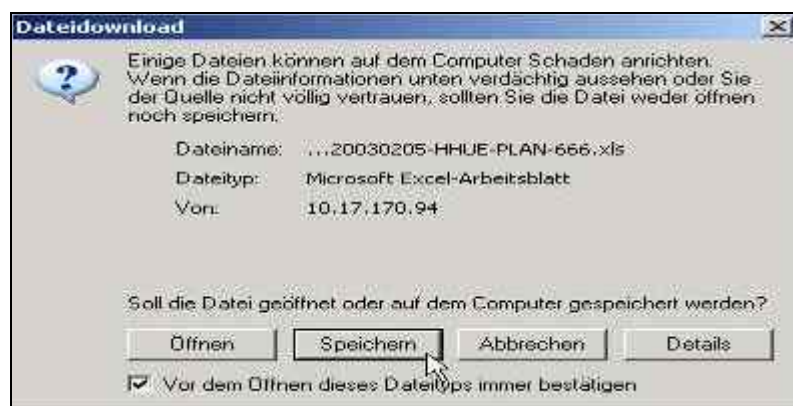 Dateidownload
Einige Dateien können auf dem Computer Schaden anrichten.
Wenn die Dateiinformationen unten verdächtig aussehen oder Sie
der Quelle nicht völlig vertrauen, sollten Sie die Datei weder öffnen
noch speichern.
Dateiname: ...20030205-HHUE-PLAN-666.xls
Dateityp: Microsoft Excel-Arbeitsblatt
Von: 10.17.170.94
Soll die Datei geöffnet oder auf dem Computer gespeichert werden?
Öffnen Speichern Abbrechen Details
Vor dem Öffnen dieses Dateityps immer bestätigen